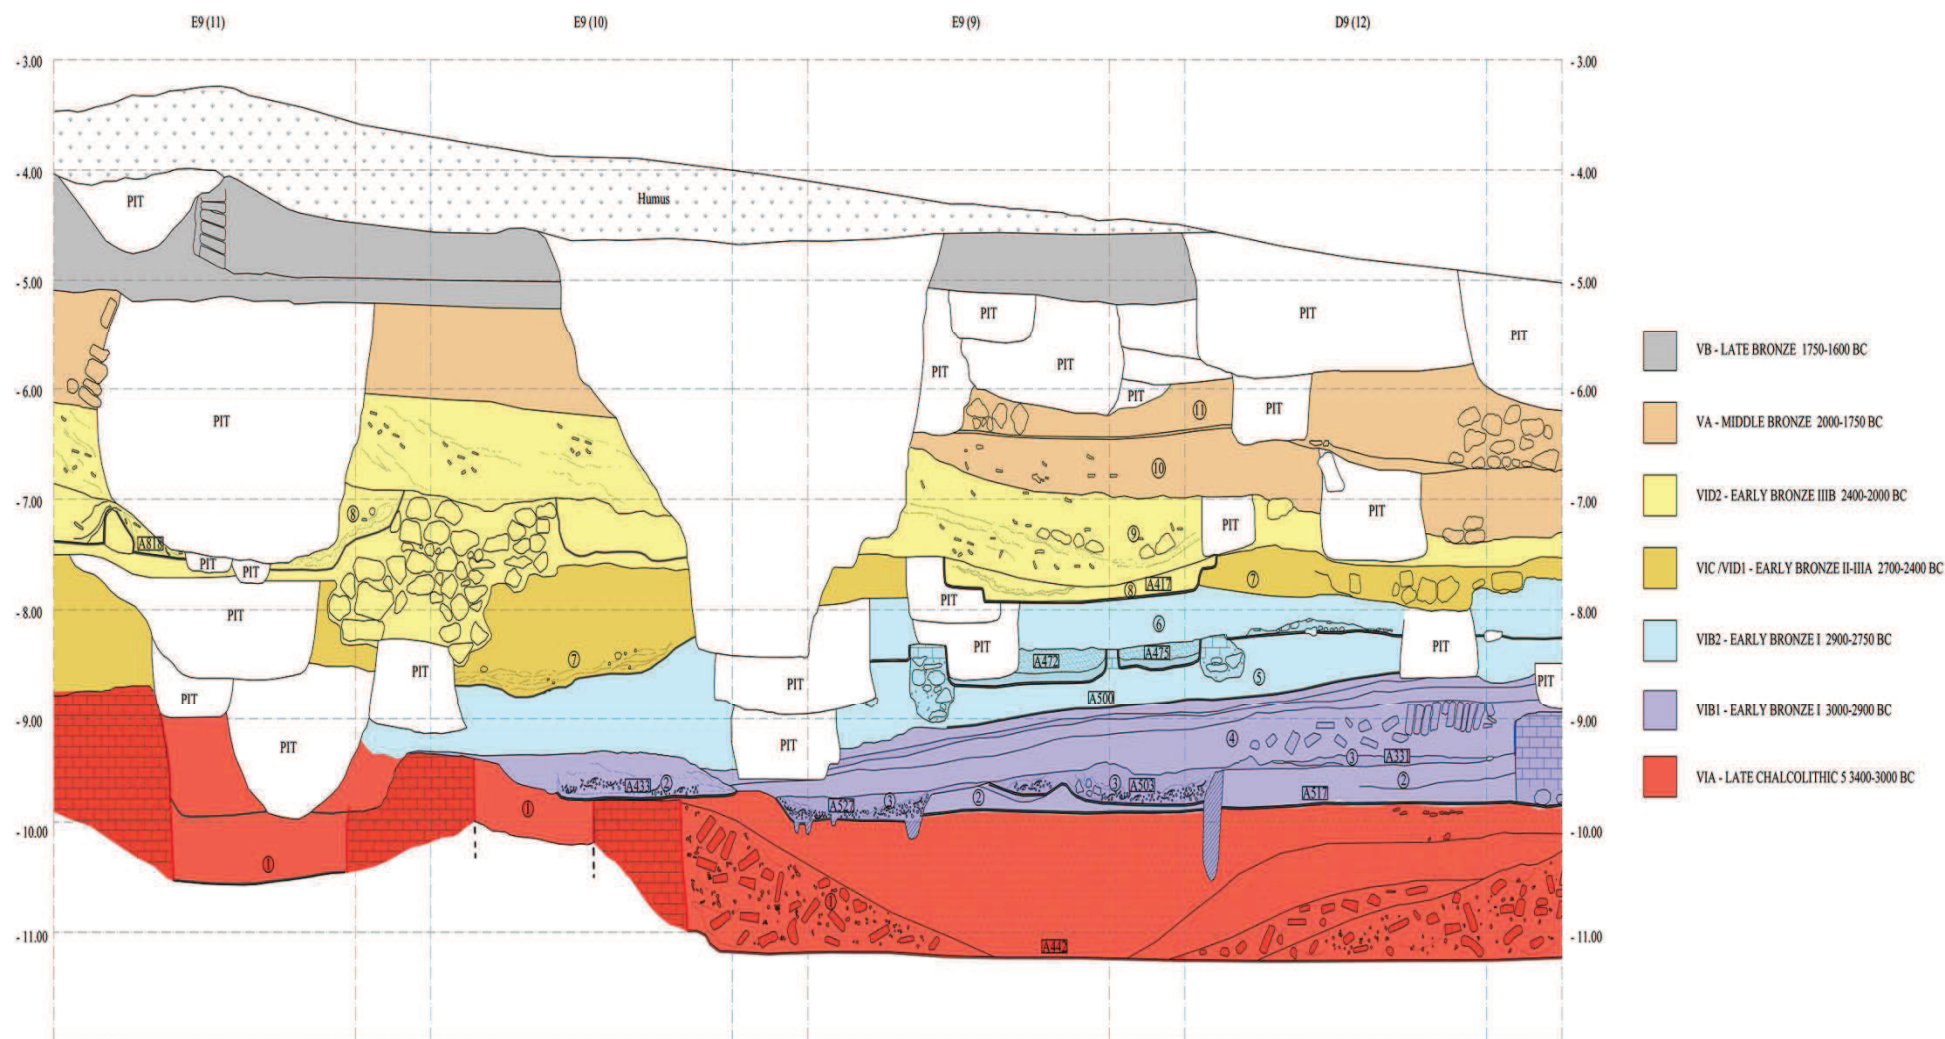 E9 (11) E9 (10) E9 (9) D9 (12)
- 3.00 - 3.00
- 4.00 - 4.00
PIT Humus
- 5.00 - 5.00
PIT PIT PIT
PIT PIT
VB - LATE BRONZE 1750-1600 BC
- 6.00 - 6.00
PIT PIT 11
PIT
VA - MIDDLE BRONZE 2000-1750 BC
10
- 7.00 - 7.00
VID2 - EARLY BRONZE IIIB 2400-2000 BC
8 PIT PIT
9
A818
PIT PIT
VIC /VID1 - EARLY BRONZE II-IIIA 2700-2400 BC
7
8 A417
PIT
- 8.00 - 8.00
PIT 6
PIT PIT
VIB2 - EARLY BRONZE I 2900-2750 BC
7 A472 A475
PIT PIT 5 PIT
PIT A500
- 9.00 - 9.00
VIB1 - EARLY BRONZE I 3000-2900 BC
PIT PIT 4
3 A331
A433 2 3 A503 2
A527 3 2 A517
VIA - LATE CHALCOLITHIC 5 3400-3000 BC
1
- 10.00 - 10.00
1
1
- 11.00 - 11.00
A442